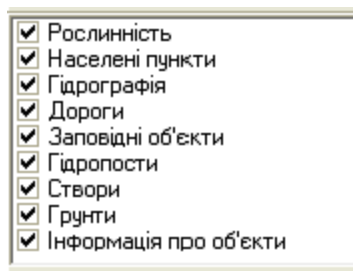 Рослинність
Населені пункти
Гідрографія
Дороги
Заповідні об'єкти
Гідропости
Створи
Грунти
Інформація про об'єкти